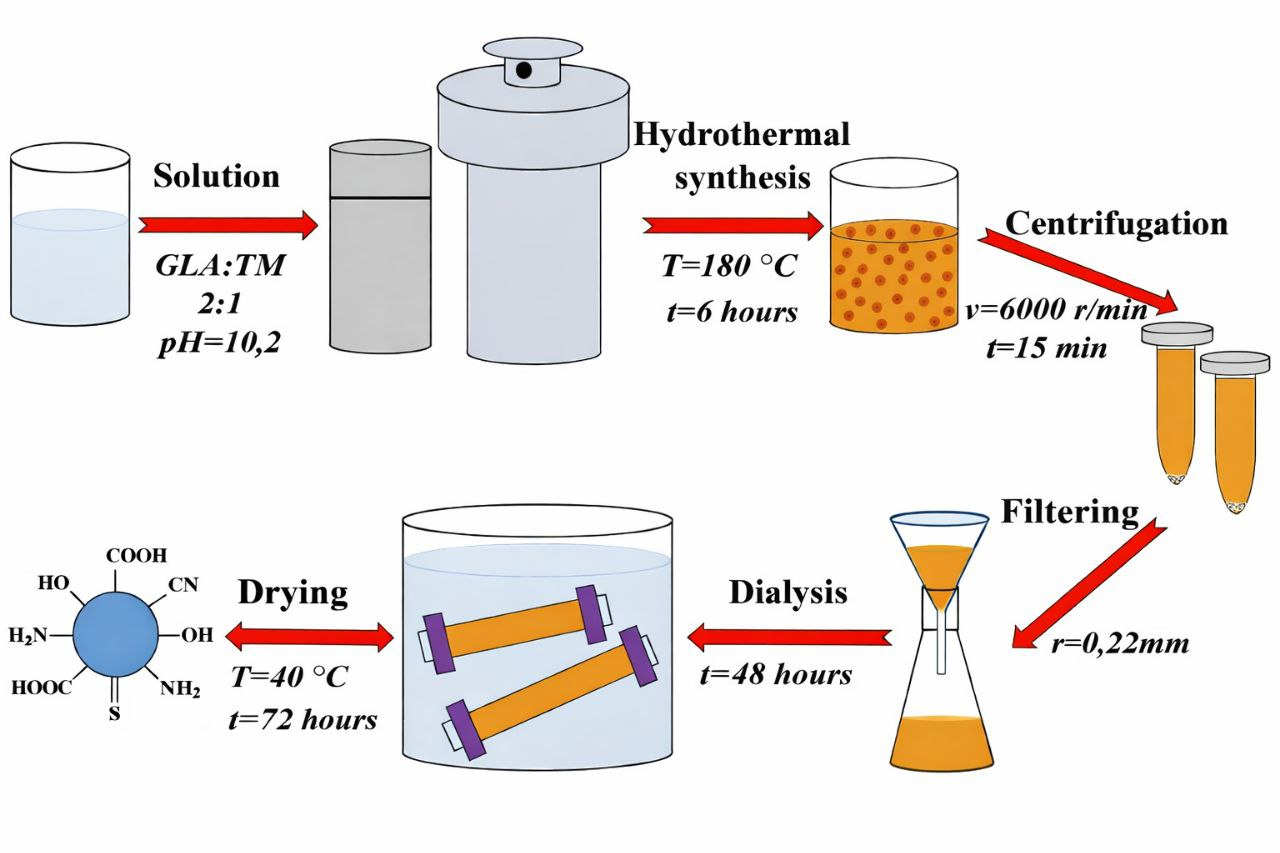 Solution
GLA:TM
2:1
pH=10,2
Hydrothermal
synthesis
T=180 °C
t=6 hours
Centrifugation
v=6000 r/min
t=15 min
Filtering
r=0,22mm
Dialysis
t=48 hours
Drying
T=40 °C
t=72 hours
COOH
HO
CN
H₂N
OH
HOOC
NH₂
S